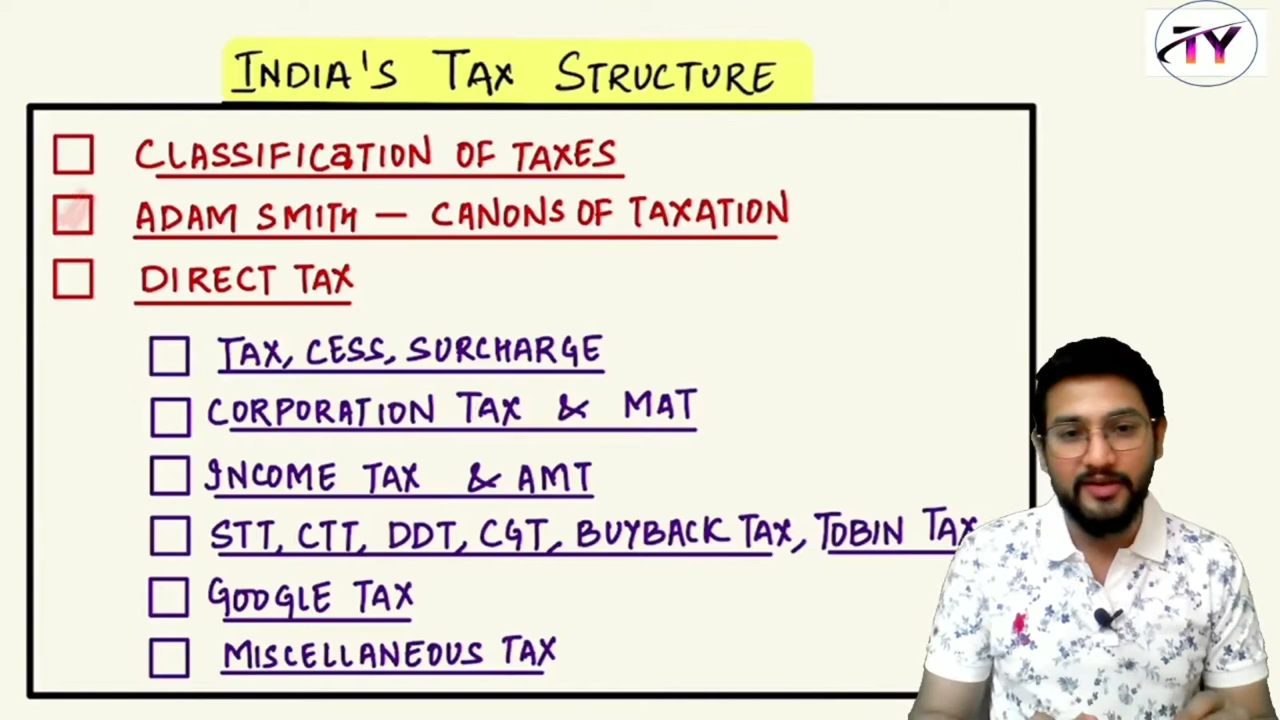 INDIA'S TAX STRUCTURE
TY
CLASSIFICATION OF TAXES
ADAM SMITH — CANONS OF TAXATION
DIRECT TAX
TAX, CESS, SURCHARGE
CORPORATION TAX & MAT
INCOME TAX & AMT
STT, CTT, DDT, CGT, BUYBACK TAX, TOBIN TAX
GOOGLE TAX
MISCELLANEOUS TAX